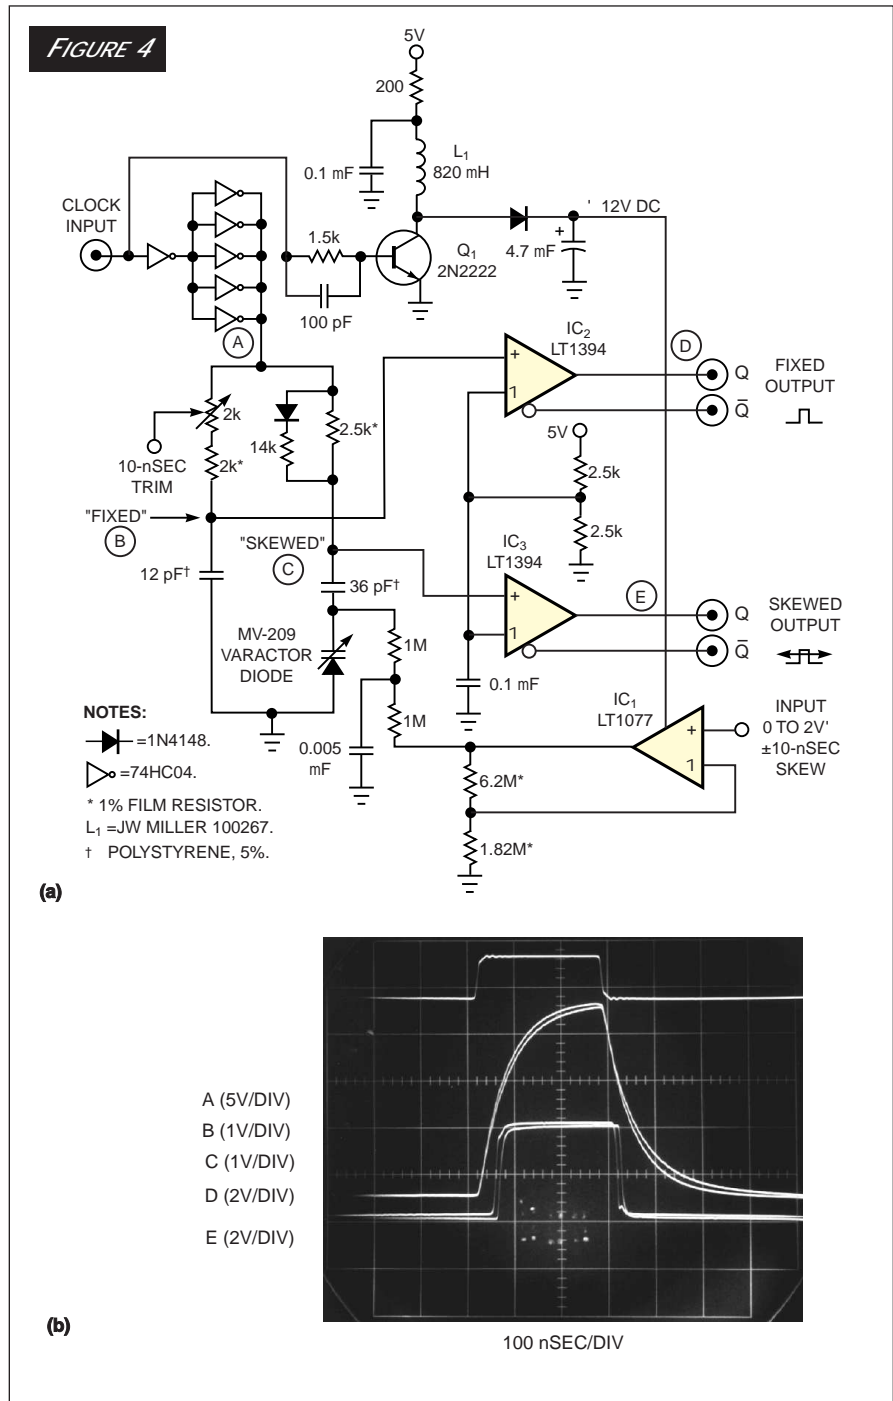 FIGURE 4
5V
200
0.1 mF
L1
820 mH
CLOCK
INPUT
' 12V DC
1.5k
Q1
2N2222
4.7 mF
+
100 pF
A
IC2
LT1394
+
1
D
Q
Q̅
FIXED
OUTPUT
2k
14k
2.5k*
10-nSEC
TRIM
2k*
5V
2.5k
2.5k
"FIXED"
B
"SKEWED"
C
IC3
LT1394
+
1
E
Q
Q̅
SKEWED
OUTPUT
12 pF†
36 pF†
MV-209
VARACTOR
DIODE
1M
1M
0.1 mF
IC1
LT1077
+
1
INPUT
0 TO 2V'
±10-nSEC
SKEW
0.005
mF
6.2M*
1.82M*
NOTES:
=1N4148.
=74HC04.
* 1% FILM RESISTOR.
L1 =JW MILLER 100267.
† POLYSTYRENE, 5%.
(a)
A (5V/DIV)
B (1V/DIV)
C (1V/DIV)
D (2V/DIV)
E (2V/DIV)
(b)
100 nSEC/DIV